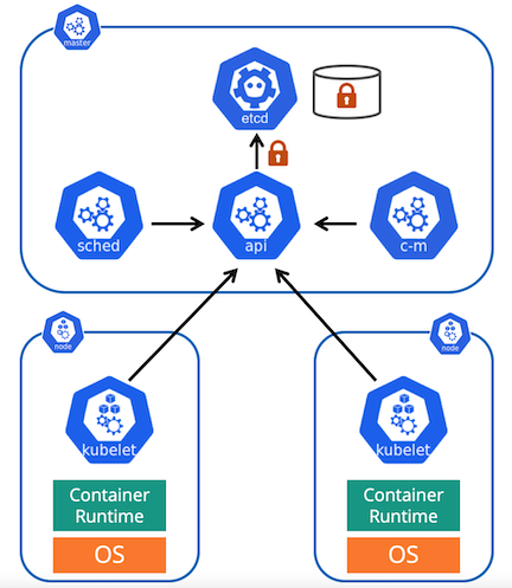 master
etcd
sched
api
c-m
node
node
kubelet
kubelet
Container
Runtime
Container
Runtime
OS
OS